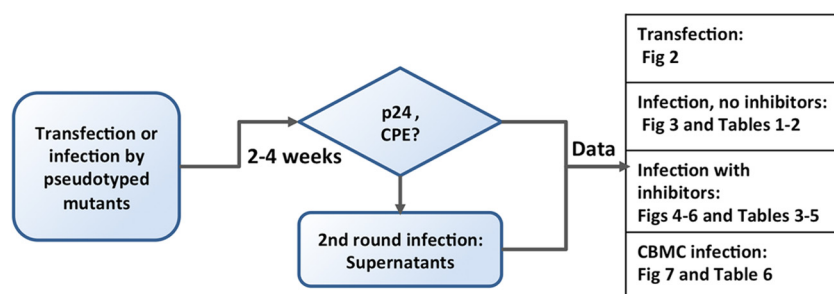 Transfection or
infection by
pseudotyped
mutants
2-4 weeks
p24 ,
CPE?
2nd round infection:
Supernatants
Data
Transfection:
Fig 2
Infection, no inhibitors:
Fig 3 and Tables 1-2
Infection with
inhibitors:
Figs 4-6 and Tables 3-5
CBMC infection:
Fig 7 and Table 6